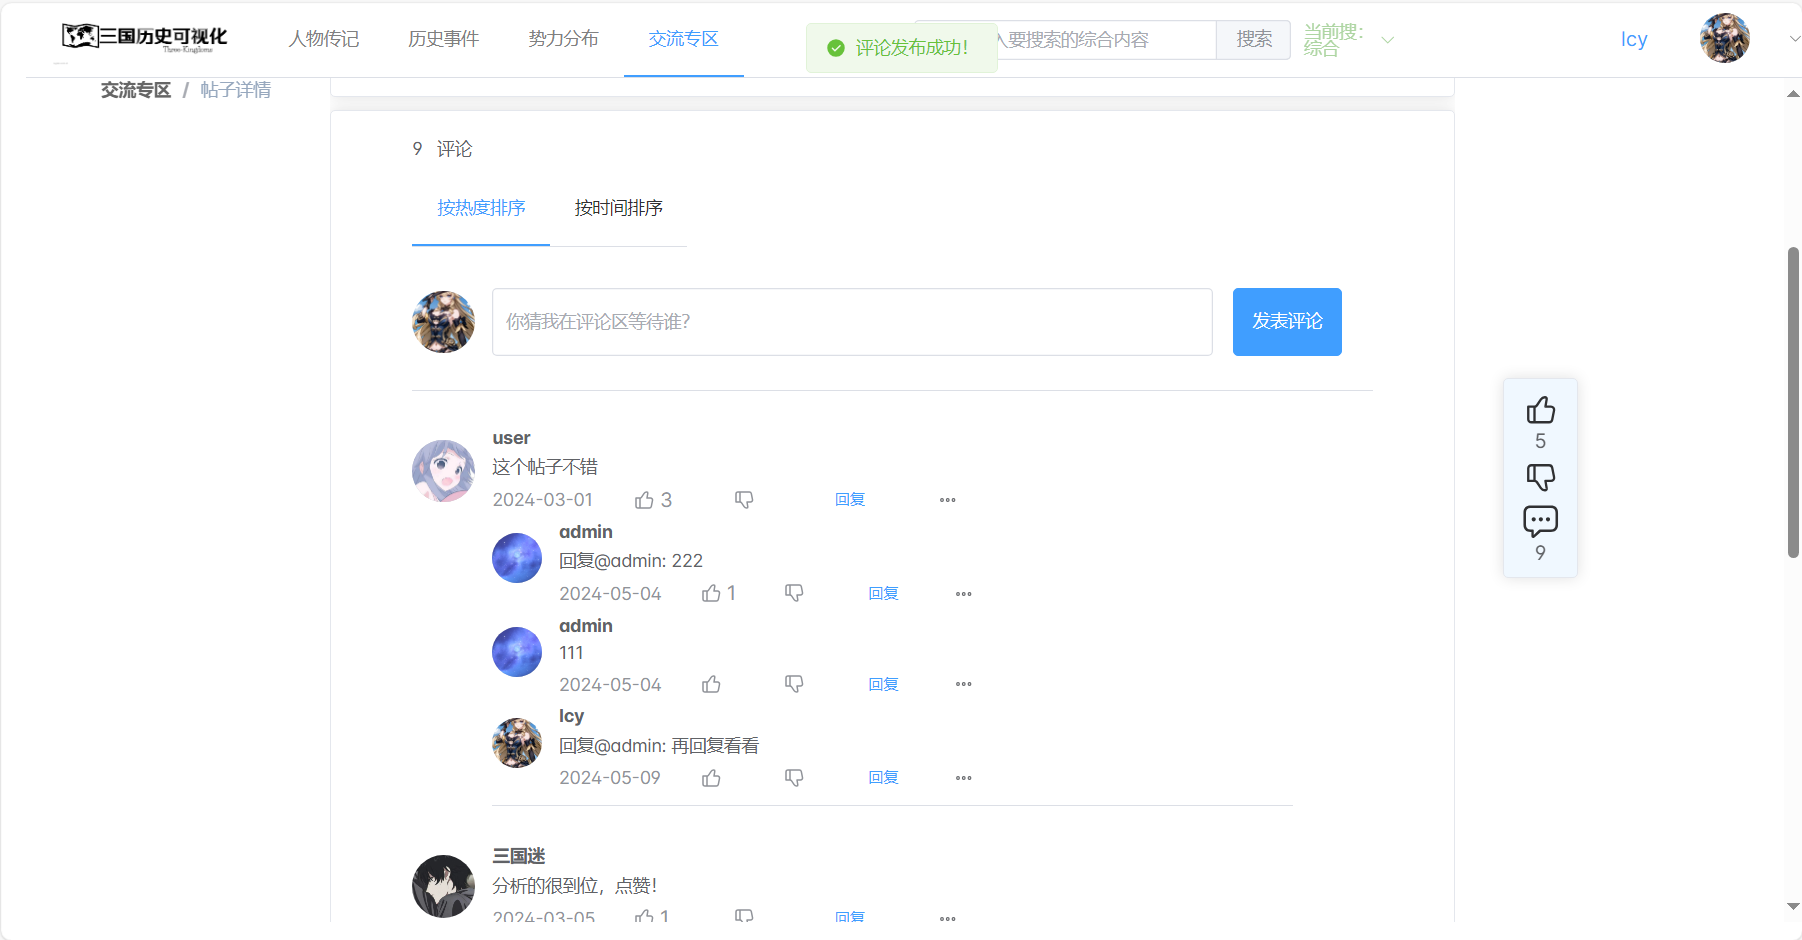 三国历史可视化
Three-Kingdoms
人物传记
历史事件
势力分布
交流专区
评论发布成功！
入要搜索的综合内容
搜索
当前搜：
综合
lcy
交流专区 / 帖子详情
9 评论
按热度排序
按时间排序
你猜我在评论区等待谁？
发表评论
user
这个帖子不错
2024-03-01
3
回复
admin
回复@admin: 222
2024-05-04
1
回复
admin
111
2024-05-04
回复
lcy
回复@admin: 再回复看看
2024-05-09
回复
三国迷
分析的很到位，点赞！
2024-03-05
1
回复
5
9